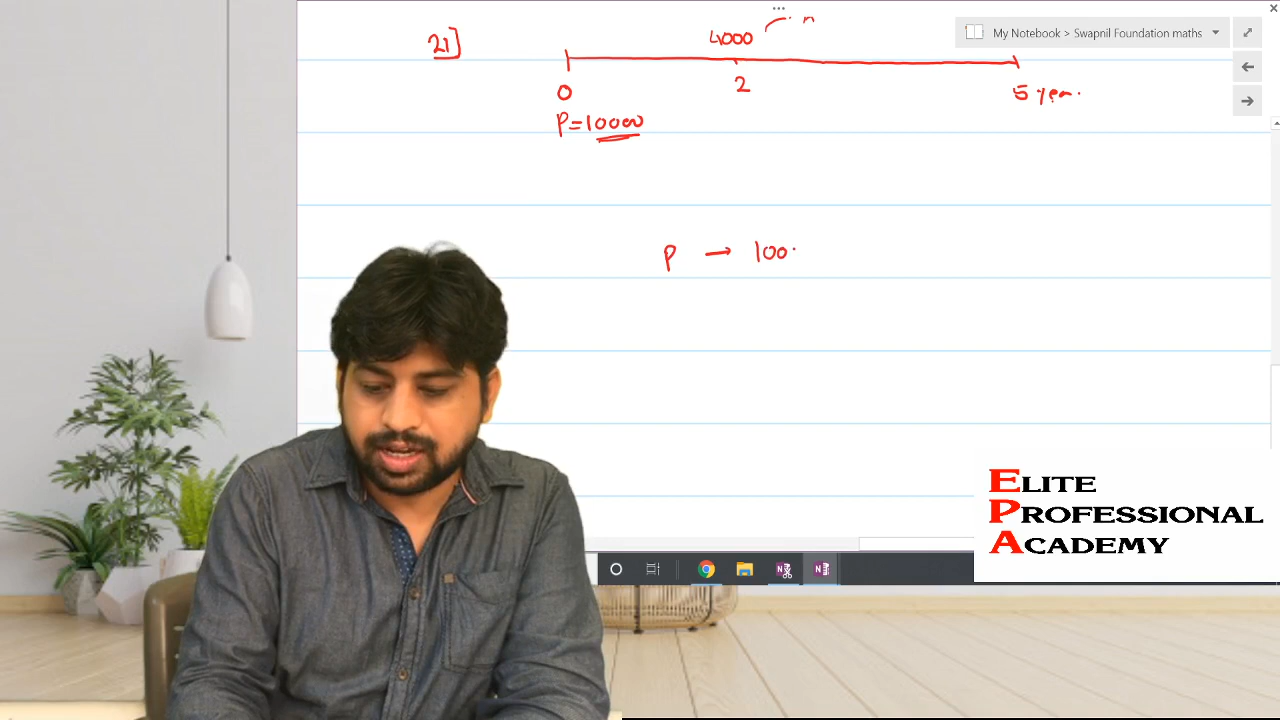 21]
4000
My Notebook > Swapnil Foundation maths
0
2
5 year.
P=10000
P → 100
ELITE
PROFESSIONAL
ACADEMY